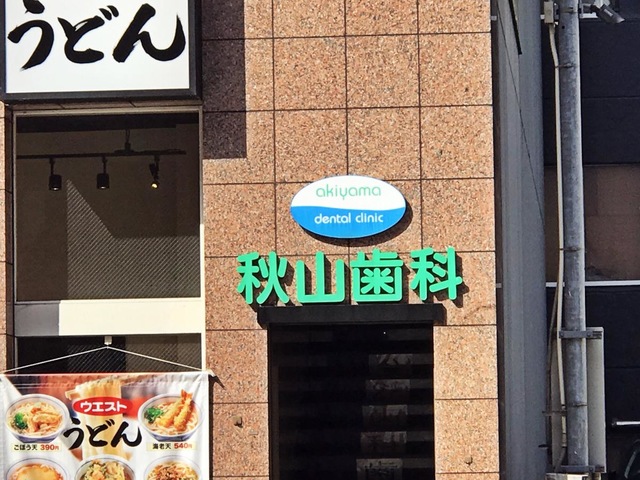 うどん
akiyama
dental clinic
秋山歯科
ウエスト
うどん
ごぼう天 390円
海老天 540円